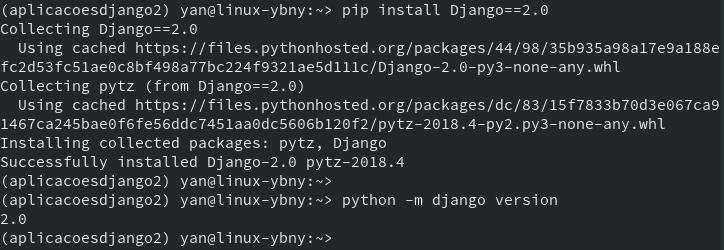 (aplicacoesdjango2) yan@linux-ybny:~> pip install Django==2.0
Collecting Django==2.0
  Using cached https://files.pythonhosted.org/packages/44/98/35b935a98a17e9a188e
fc2d53fc51ae0c8bf498a77bc224f9321ae5d111c/Django-2.0-py3-none-any.whl
Collecting pytz (from Django==2.0)
  Using cached https://files.pythonhosted.org/packages/dc/83/15f7833b70d3e067ca9
1467ca245bae0f6fe56ddc7451aa0dc5606b120f2/pytz-2018.4-py2.py3-none-any.whl
Installing collected packages: pytz, Django
Successfully installed Django-2.0 pytz-2018.4
(aplicacoesdjango2) yan@linux-ybny:~>
(aplicacoesdjango2) yan@linux-ybny:~> python -m django version
2.0
(aplicacoesdjango2) yan@linux-ybny:~>